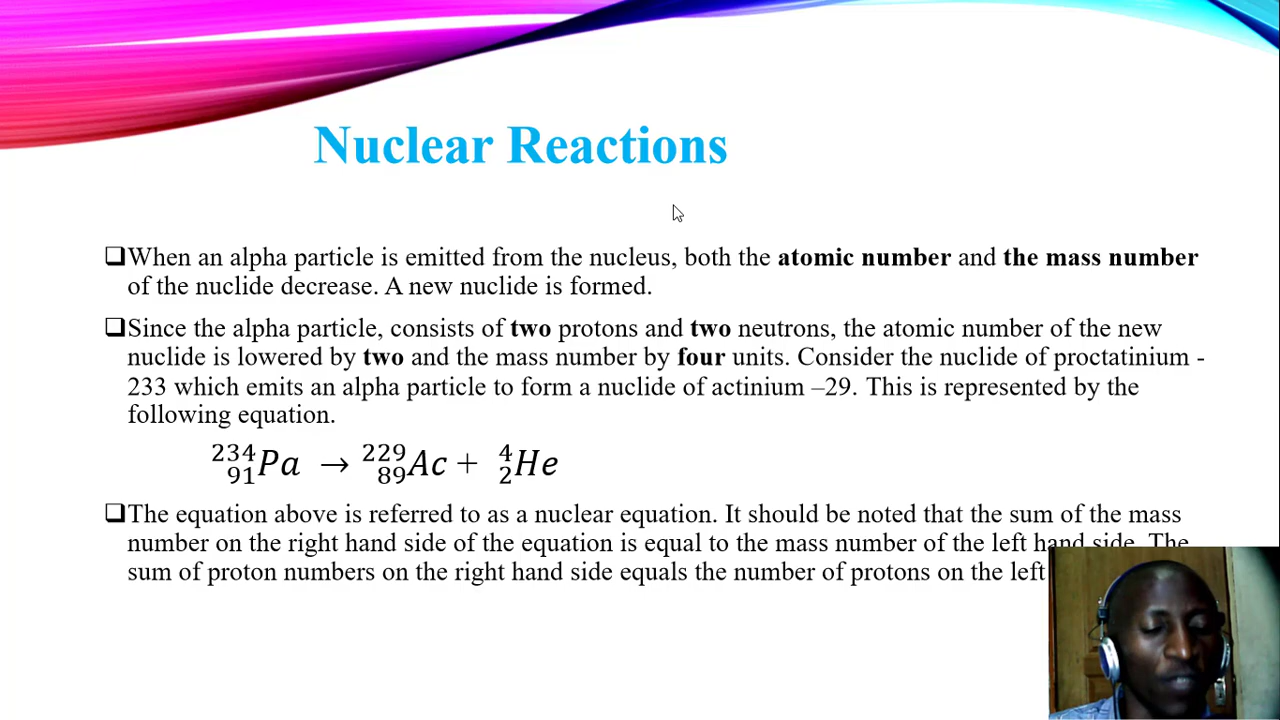 Nuclear Reactions
❑When an alpha particle is emitted from the nucleus, both the atomic number and the mass number
of the nuclide decrease. A new nuclide is formed.
❑Since the alpha particle, consists of two protons and two neutrons, the atomic number of the new
nuclide is lowered by two and the mass number by four units. Consider the nuclide of proctatinium -
233 which emits an alpha particle to form a nuclide of actinium –29. This is represented by the
following equation.
²³⁴₉₁Pa → ²²⁹₈₉Ac + ⁴₂He
❑The equation above is referred to as a nuclear equation. It should be noted that the sum of the mass
number on the right hand side of the equation is equal to the mass number of the left hand side. The
sum of proton numbers on the right hand side equals the number of protons on the left